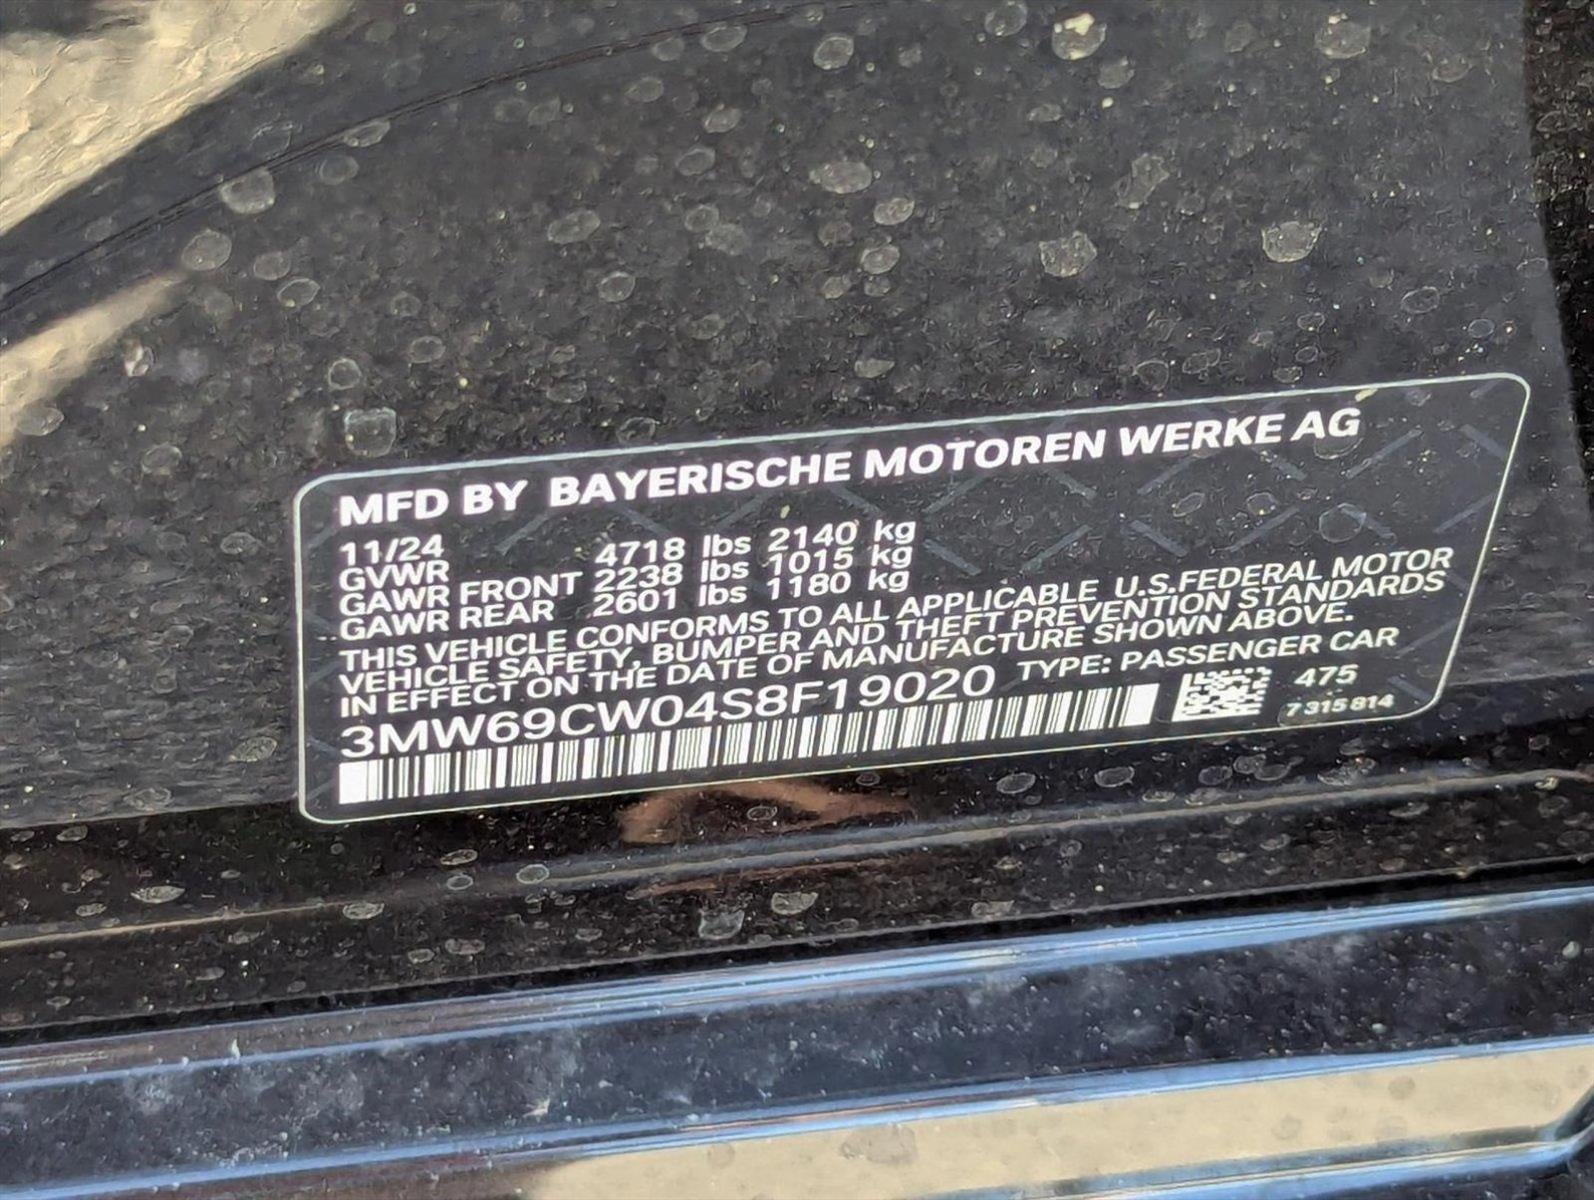 MFD BY BAYERISCHE MOTOREN WERKE AG
11/24
GVWR 4718 lbs 2140 kg
GAWR FRONT 2238 lbs 1015 kg
GAWR REAR 2601 lbs 1180 kg
THIS VEHICLE CONFORMS TO ALL APPLICABLE U.S.FEDERAL MOTOR
VEHICLE SAFETY, BUMPER AND THEFT PREVENTION STANDARDS
IN EFFECT ON THE DATE OF MANUFACTURE SHOWN ABOVE.
3MW69CW04S8F19020 TYPE: PASSENGER CAR
475
7 315 814